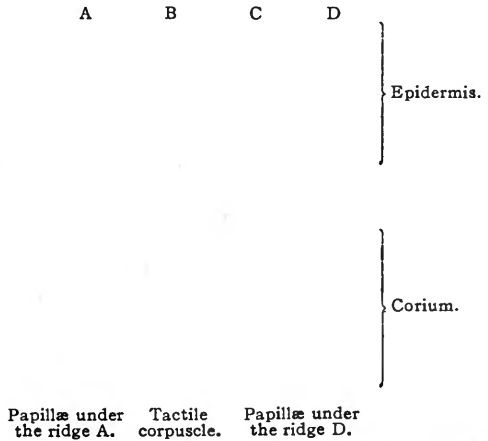 A B C D
Epidermis.
Corium.
Papillæ under Tactile Papillæ under
the ridge A. corpuscle. the ridge D.